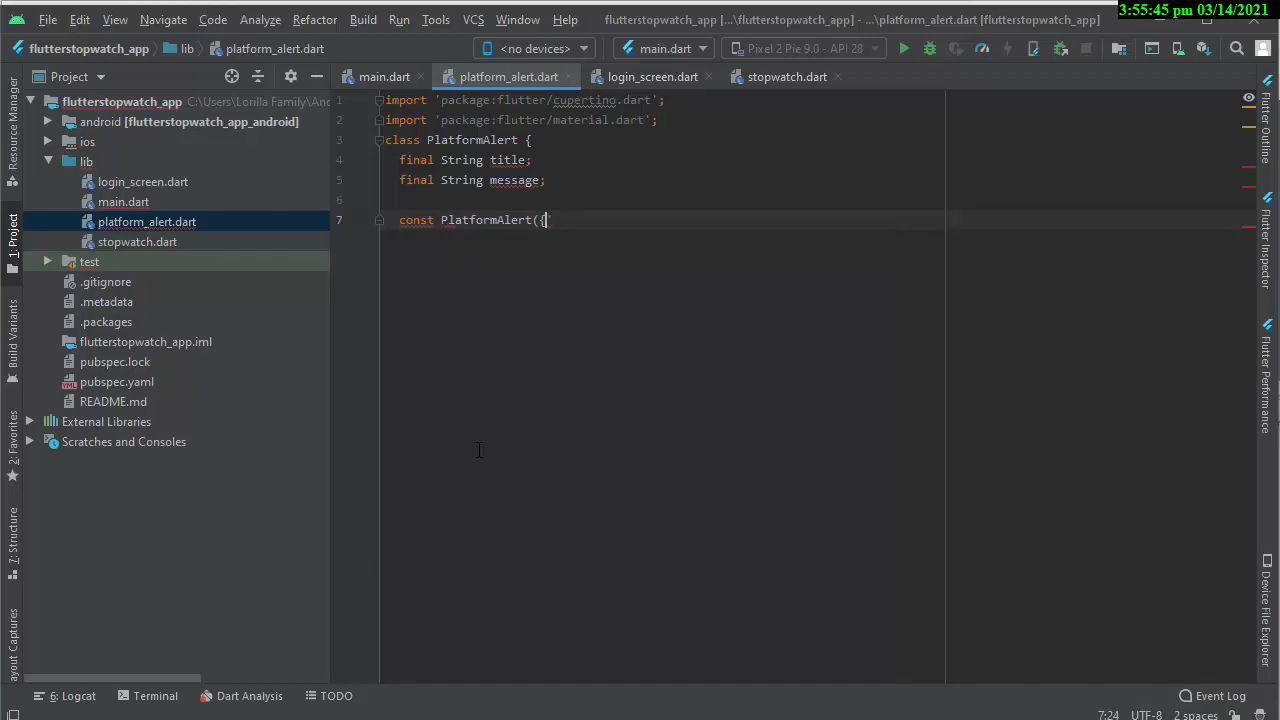 3:55:45 pm 03/14/2021
File Edit View Navigate Code Analyze Refactor Build Run Tools VCS Window Help flutterstopwatch_app [...\flutterstopwatch_app] - ...\platform_alert.dart [flutterstopwatch_app]
flutterstopwatch_app lib platform_alert.dart <no devices> main.dart Pixel 2 Pie 9.0 - API 28
Project main.dart platform_alert.dart login_screen.dart stopwatch.dart
flutterstopwatch_app C:\Users\Lorilla Family\Anc
android [flutterstopwatch_app_android]
ios
lib
login_screen.dart
main.dart
platform_alert.dart
stopwatch.dart
test
.gitignore
.metadata
.packages
flutterstopwatch_app.iml
pubspec.lock
pubspec.yaml
README.md
External Libraries
Scratches and Consoles
1 import 'package:flutter/cupertino.dart';
2 import 'package:flutter/material.dart';
3 class PlatformAlert {
4 final String title;
5 final String message;
6
7 const PlatformAlert({
Resource Manager
1: Project
Build Variants
2: Favorites
7: Structure
ayout Captures
Flutter Outline
Flutter Inspector
Flutter Performance
Device File Explorer
6: Logcat Terminal Dart Analysis TODO Event Log
7:24 UTF-8 2 spaces